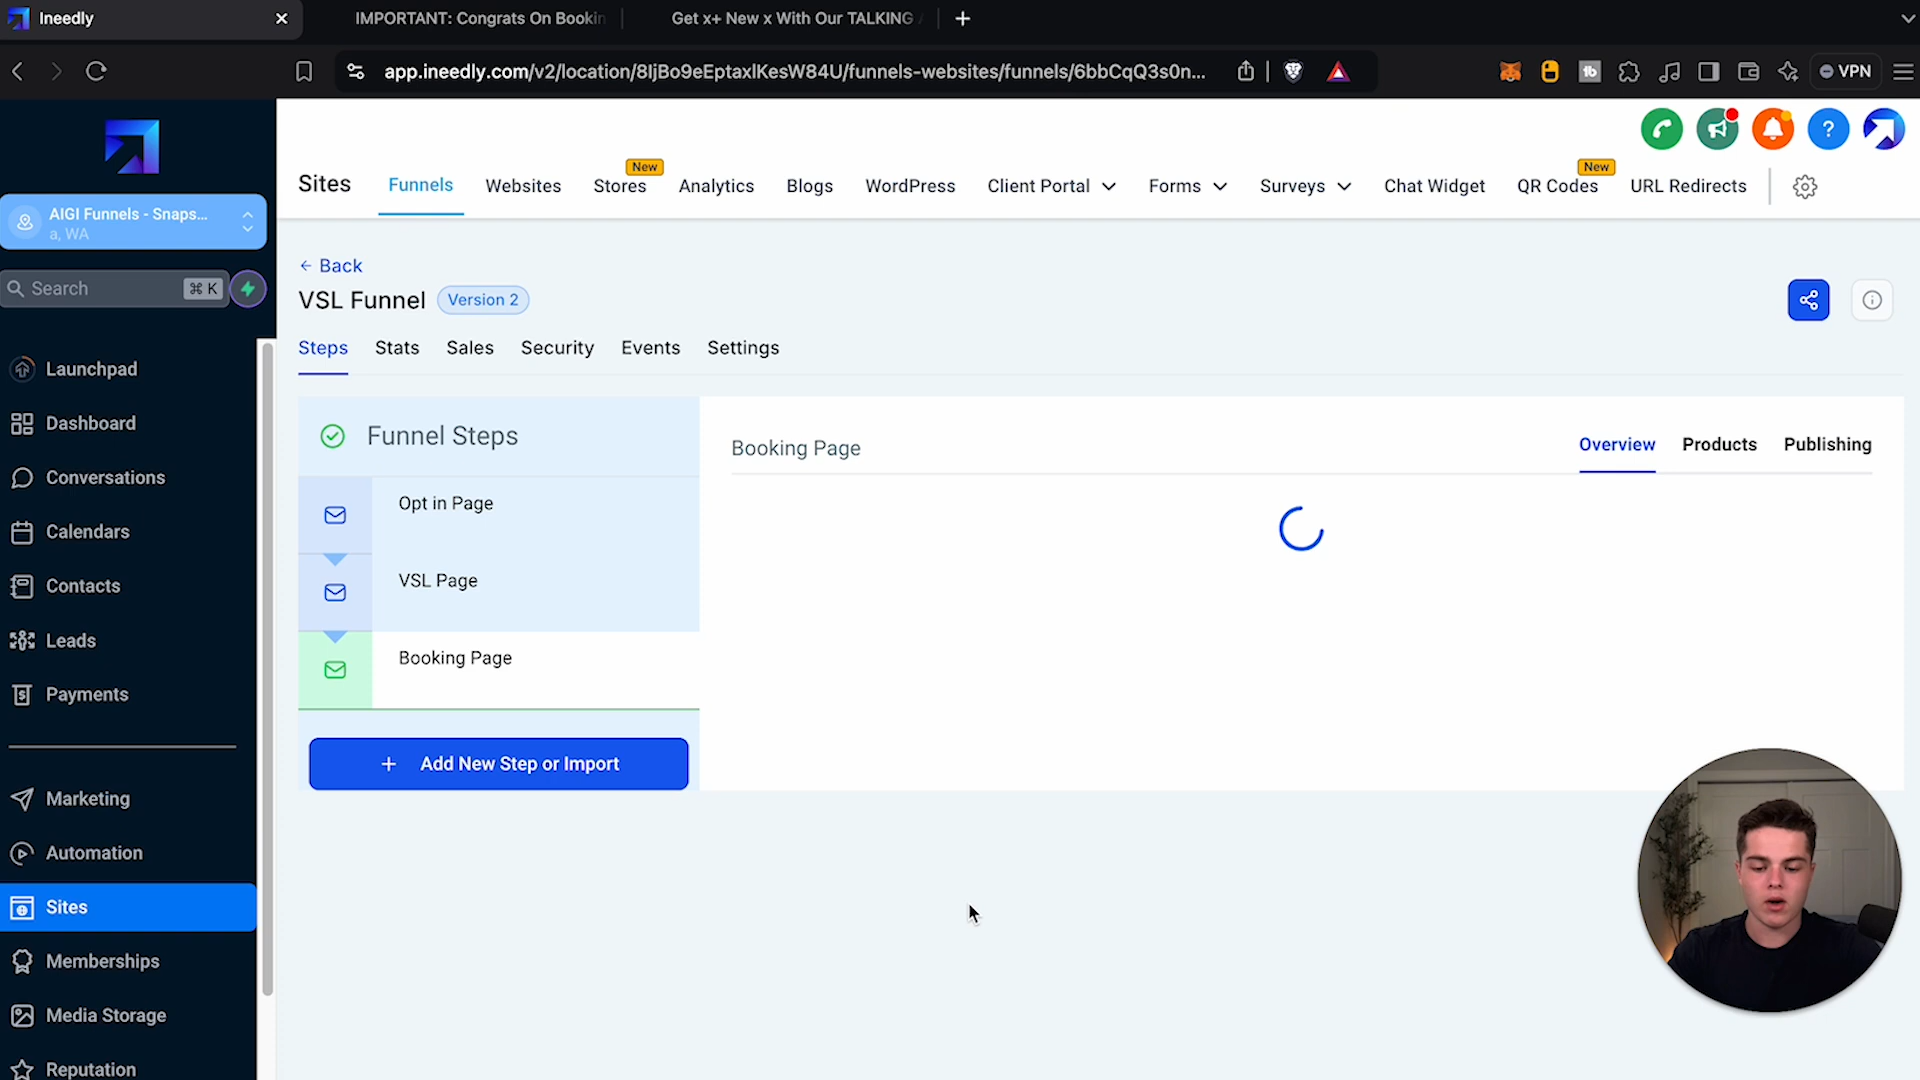 Ineedly
IMPORTANT: Congrats On Bookin
Get x+ New x With Our TALKING
app.ineedly.com/v2/location/8IjBo9eEptaxlKesW84U/funnels-websites/funnels/6bbCqQ3s0n...
VPN
Sites
Funnels
Websites
New
Stores
Analytics
Blogs
WordPress
Client Portal
Forms
Surveys
Chat Widget
New
QR Codes
URL Redirects
AIGI Funnels - Snaps...
a, WA
Search
⌘ K
Launchpad
Dashboard
Conversations
Calendars
Contacts
Leads
Payments
Marketing
Automation
Sites
Memberships
Media Storage
Reputation
← Back
VSL Funnel
Version 2
Steps
Stats
Sales
Security
Events
Settings
Funnel Steps
Opt in Page
VSL Page
Booking Page
+ Add New Step or Import
Booking Page
Overview
Products
Publishing